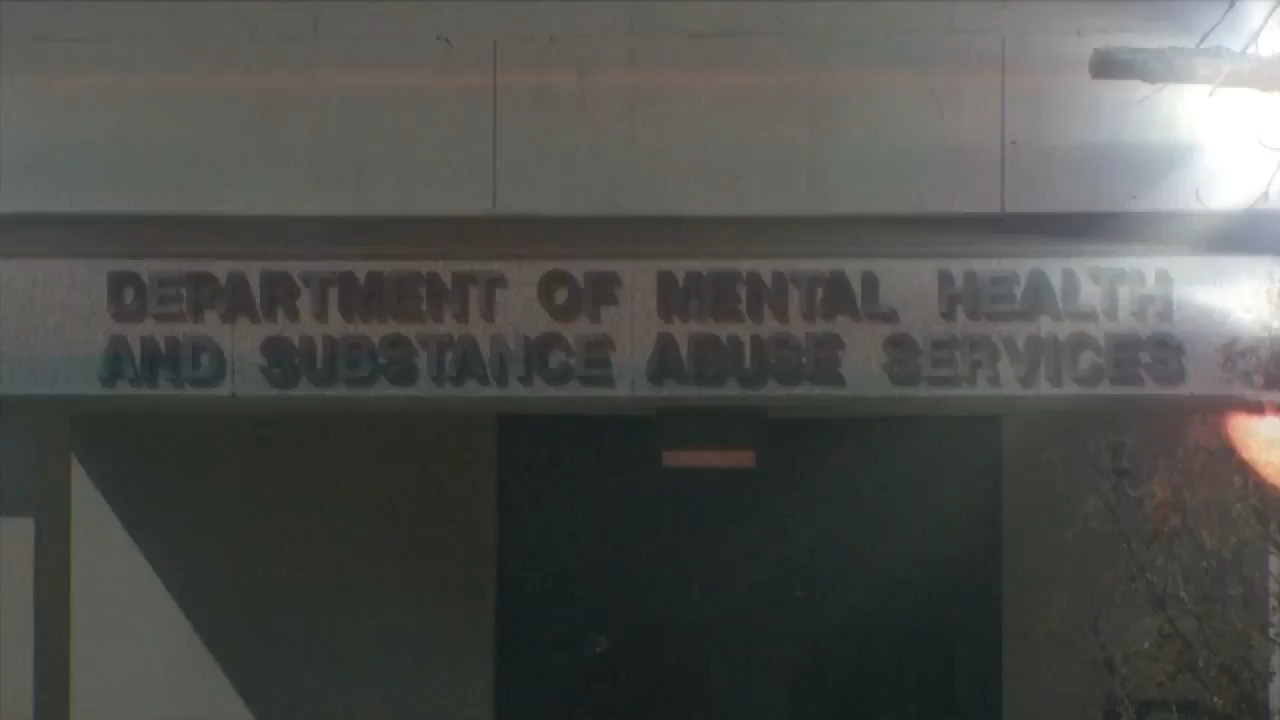 DEPARTMENT OF MENTAL HEALTH
AND SUBSTANCE ABUSE SERVICES